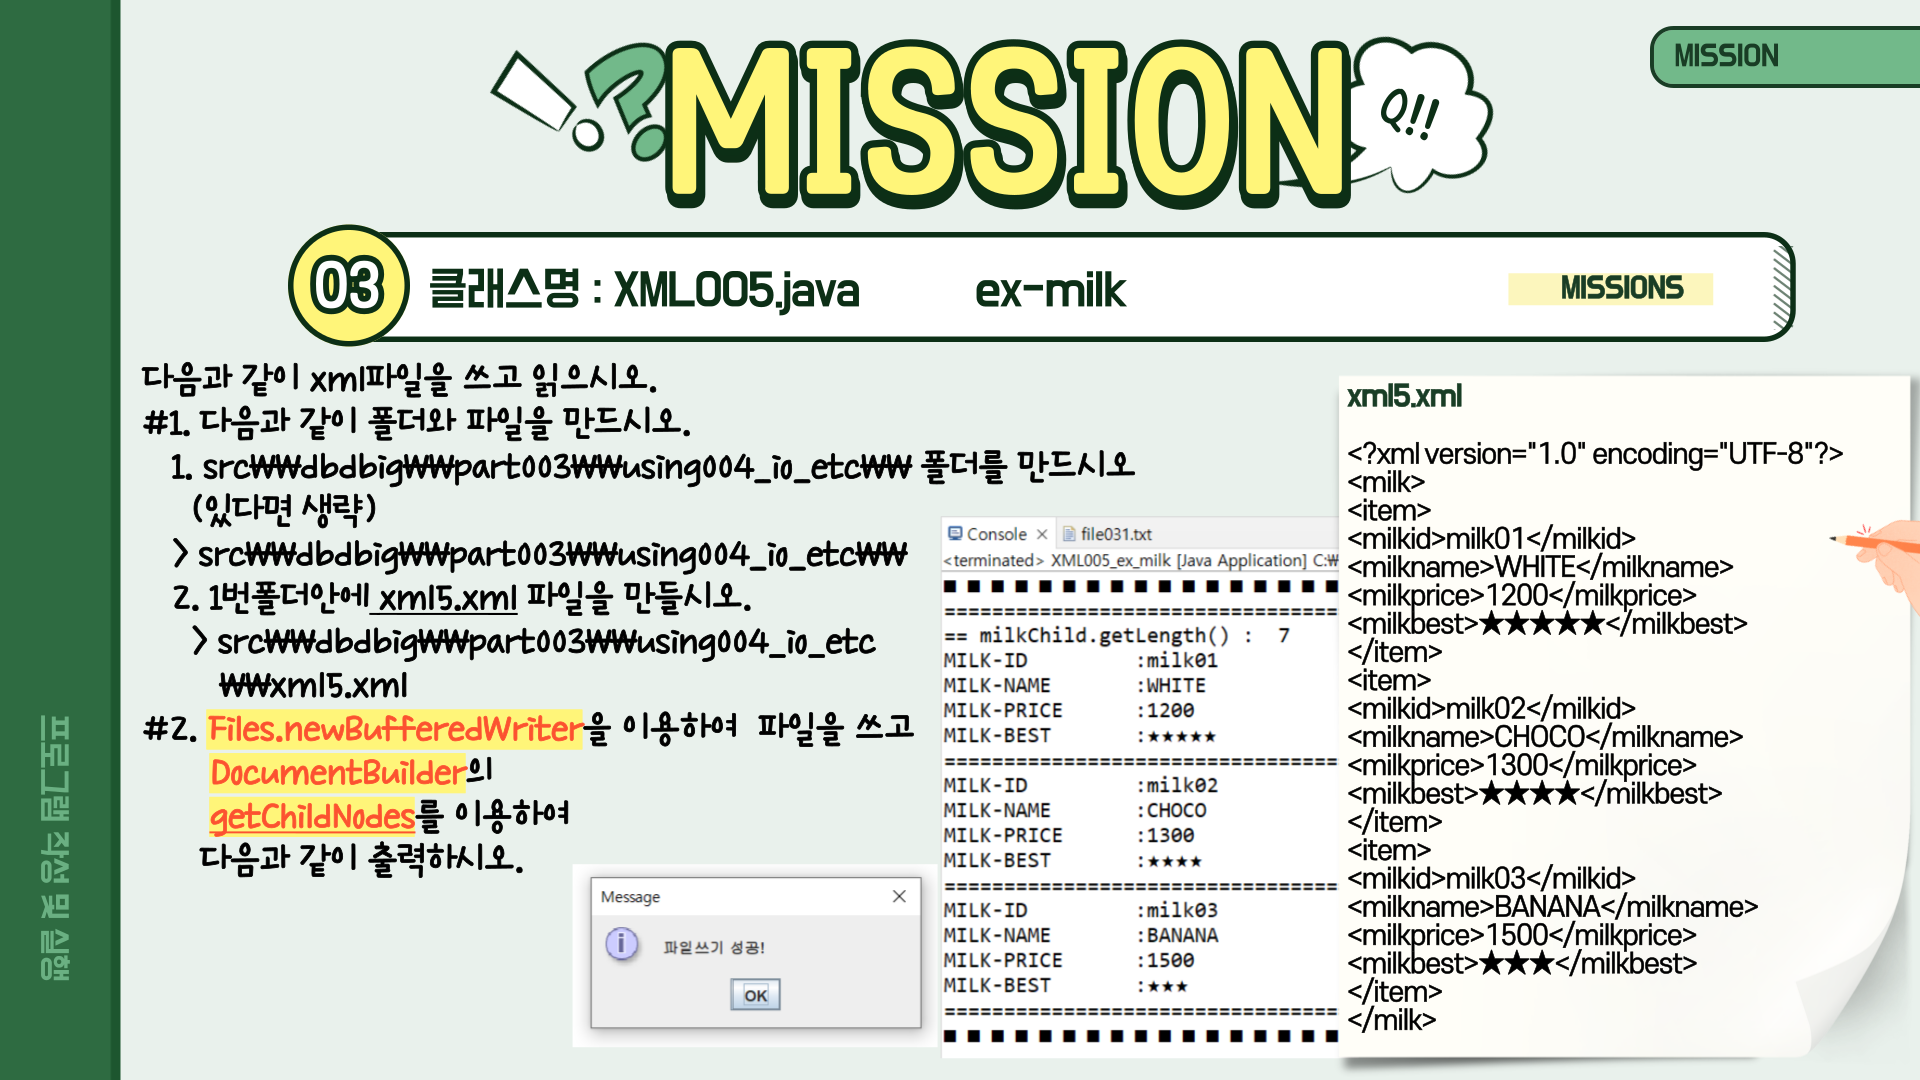 MISSION
MISSION
Q!!
03
클래스명 : XML005.java ex-milk
MISSIONS
다음과 같이 xml파일을 쓰고 읽으시오.
#1. 다음과 같이 폴더와 파일을 만드시오.
1. src₩₩dbdbig₩₩part003₩₩using004_io_etc₩₩ 폴더를 만드시오
(있다면 생략)
> src₩₩dbdbig₩₩part003₩₩using004_io_etc₩₩
2. 1번폴더안에 xml5.xml 파일을 만들시오.
> src₩₩dbdbig₩₩part003₩₩using004_io_etc
₩₩xml5.xml
#2. Files.newBufferedWriter을 이용하여 파일을 쓰고
DocumentBuilder의
getChildNodes를 이용하여
다음과 같이 출력하시오.
Message
파일쓰기 성공!
OK
Console file031.txt
<terminated> XML005_ex_milk [Java Application] C:₩
■ ■ ■ ■ ■ ■ ■ ■ ■ ■ ■ ■ ■ ■ ■ ■ ■
=================================
== milkChild.getLength() : 7
MILK-ID :milk01
MILK-NAME :WHITE
MILK-PRICE :1200
MILK-BEST :★★★★★
=================================
MILK-ID :milk02
MILK-NAME :CHOCO
MILK-PRICE :1300
MILK-BEST :★★★★
=================================
MILK-ID :milk03
MILK-NAME :BANANA
MILK-PRICE :1500
MILK-BEST :★★★
=================================
■ ■ ■ ■ ■ ■ ■ ■ ■ ■ ■ ■ ■ ■ ■ ■ ■
xml5.xml
<?xml version="1.0" encoding="UTF-8"?>
<milk>
<item>
<milkid>milk01</milkid>
<milkname>WHITE</milkname>
<milkprice>1200</milkprice>
<milkbest>★★★★★</milkbest>
</item>
<item>
<milkid>milk02</milkid>
<milkname>CHOCO</milkname>
<milkprice>1300</milkprice>
<milkbest>★★★★</milkbest>
</item>
<item>
<milkid>milk03</milkid>
<milkname>BANANA</milkname>
<milkprice>1500</milkprice>
<milkbest>★★★</milkbest>
</item>
</milk>
프로그램 작성 및 실행